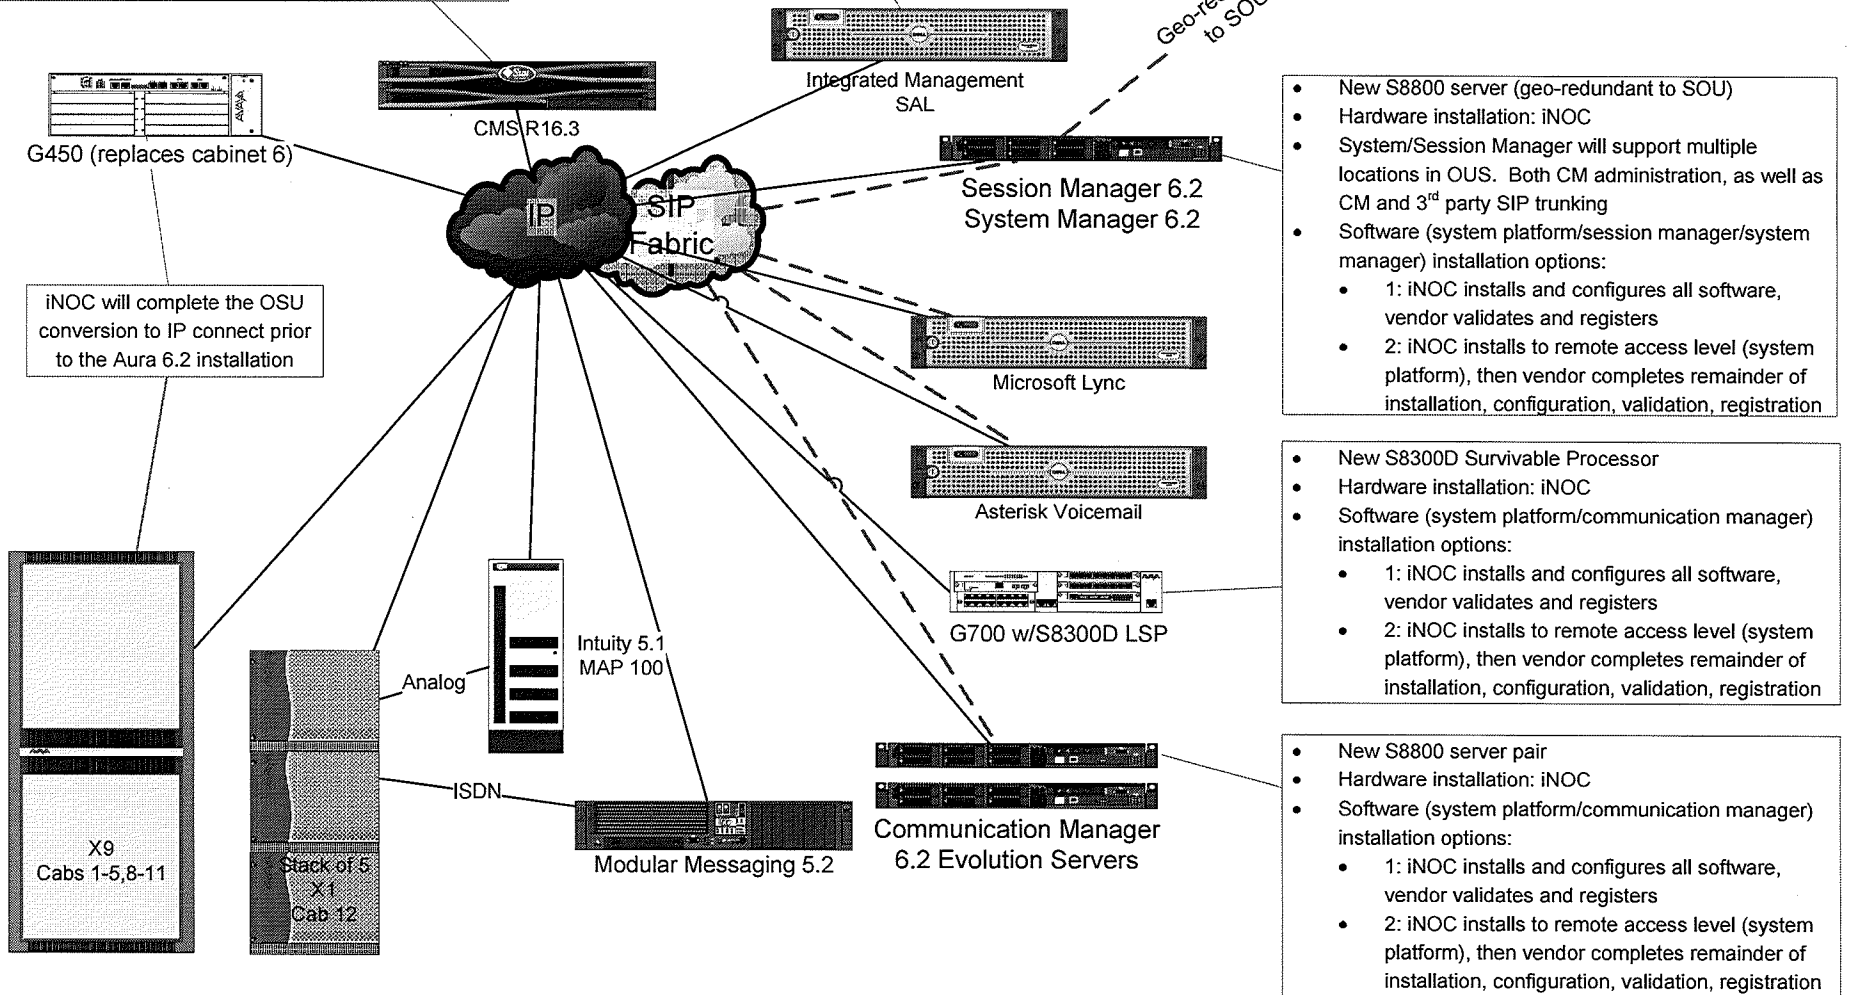 Geo-redundant
to SOU
Integrated Management
SAL
CMS R16.3
AVAYA
G450 (replaces cabinet 6)
IP
SIP
Fabric
Session Manager 6.2
System Manager 6.2
iNOC will complete the OSU
conversion to IP connect prior
to the Aura 6.2 installation
Microsoft Lync
Asterisk Voicemail
G700 w/S8300D LSP
Intuity 5.1
MAP 100
Analog
ISDN
X9
Cabs 1-5,8-11
Stack of 5
X1
Cab 12
Modular Messaging 5.2
Communication Manager
6.2 Evolution Servers
• New S8800 server (geo-redundant to SOU)
• Hardware installation: iNOC
• System/Session Manager will support multiple
locations in OUS. Both CM administration, as well as
CM and 3rd party SIP trunking
• Software (system platform/session manager/system
manager) installation options:
• 1: iNOC installs and configures all software,
vendor validates and registers
• 2: iNOC installs to remote access level (system
platform), then vendor completes remainder of
installation, configuration, validation, registration
• New S8300D Survivable Processor
• Hardware installation: iNOC
• Software (system platform/communication manager)
installation options:
• 1: iNOC installs and configures all software,
vendor validates and registers
• 2: iNOC installs to remote access level (system
platform), then vendor completes remainder of
installation, configuration, validation, registration
• New S8800 server pair
• Hardware installation: iNOC
• Software (system platform/communication manager)
installation options:
• 1: iNOC installs and configures all software,
vendor validates and registers
• 2: iNOC installs to remote access level (system
platform), then vendor completes remainder of
installation, configuration, validation, registration